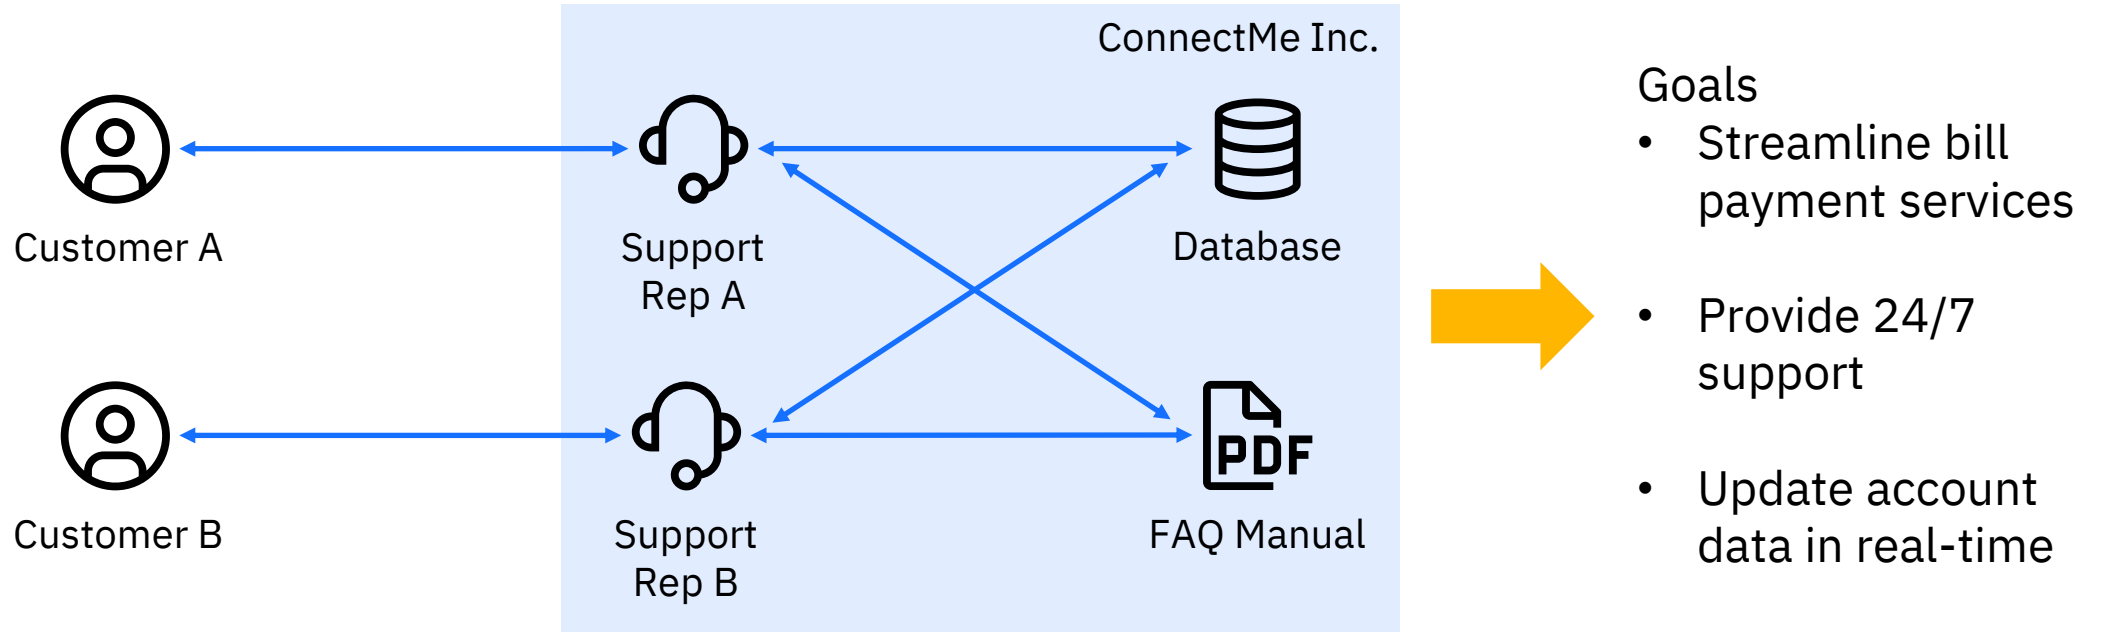 ConnectMe Inc.
Customer A
Support
Rep A
Database
Customer B
Support
Rep B
PDF
FAQ Manual
Goals
• Streamline bill
payment services
• Provide 24/7
support
• Update account
data in real-time